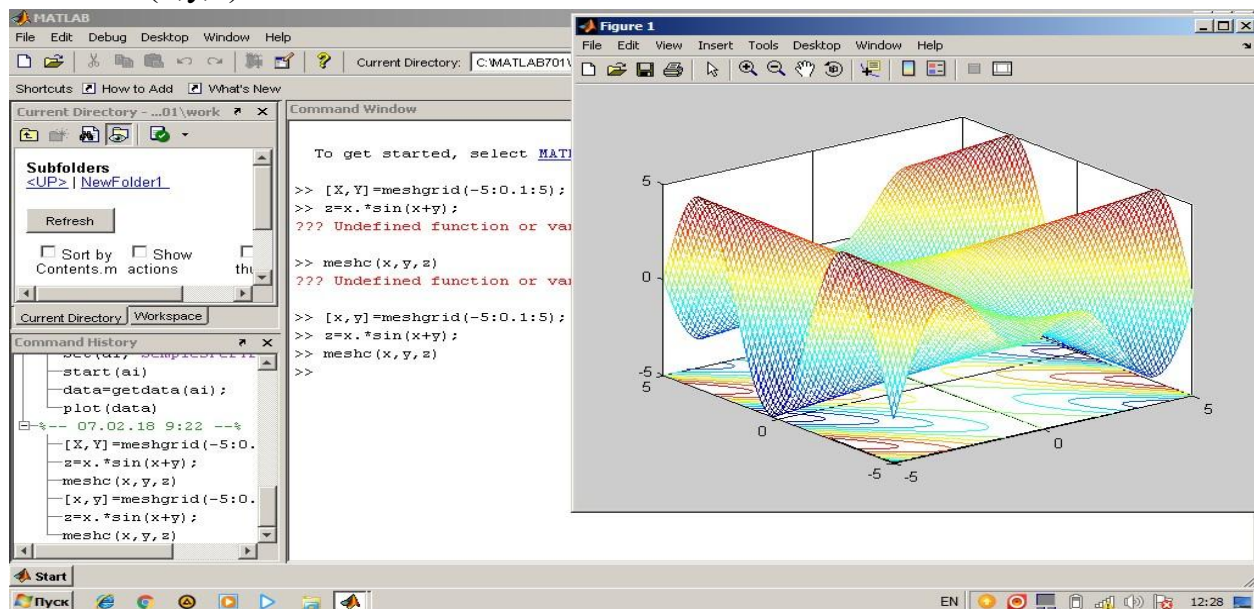 MATLAB
File Edit Debug Desktop Window Help
? Current Directory: C:\MATLAB701\
Shortcuts How to Add What's New
Current Directory - ...01\work
Subfolders
<UP> | NewFolder1
Refresh
Sort by Show
Contents.m actions
Current Directory Workspace
Command History
start(ai)
data=getdata(ai);
plot(data)
%-- 07.02.18 9:22 --%
[X,Y]=meshgrid(-5:0.
z=x.*sin(x+y);
meshc(x,y,z)
[x,y]=meshgrid(-5:0.
z=x.*sin(x+y);
meshc(x,y,z)
Command Window
To get started, select MATL
>> [X,Y]=meshgrid(-5:0.1:5);
>> z=x.*sin(x+y);
??? Undefined function or var
>> meshc(x,y,z)
??? Undefined function or var
>> [x,y]=meshgrid(-5:0.1:5);
>> z=x.*sin(x+y);
>> meshc(x,y,z)
>>
Figure 1
File Edit View Insert Tools Desktop Window Help
5
0
-5
5
0
-5
-5
0
5
Start
Пуск
EN 12:28